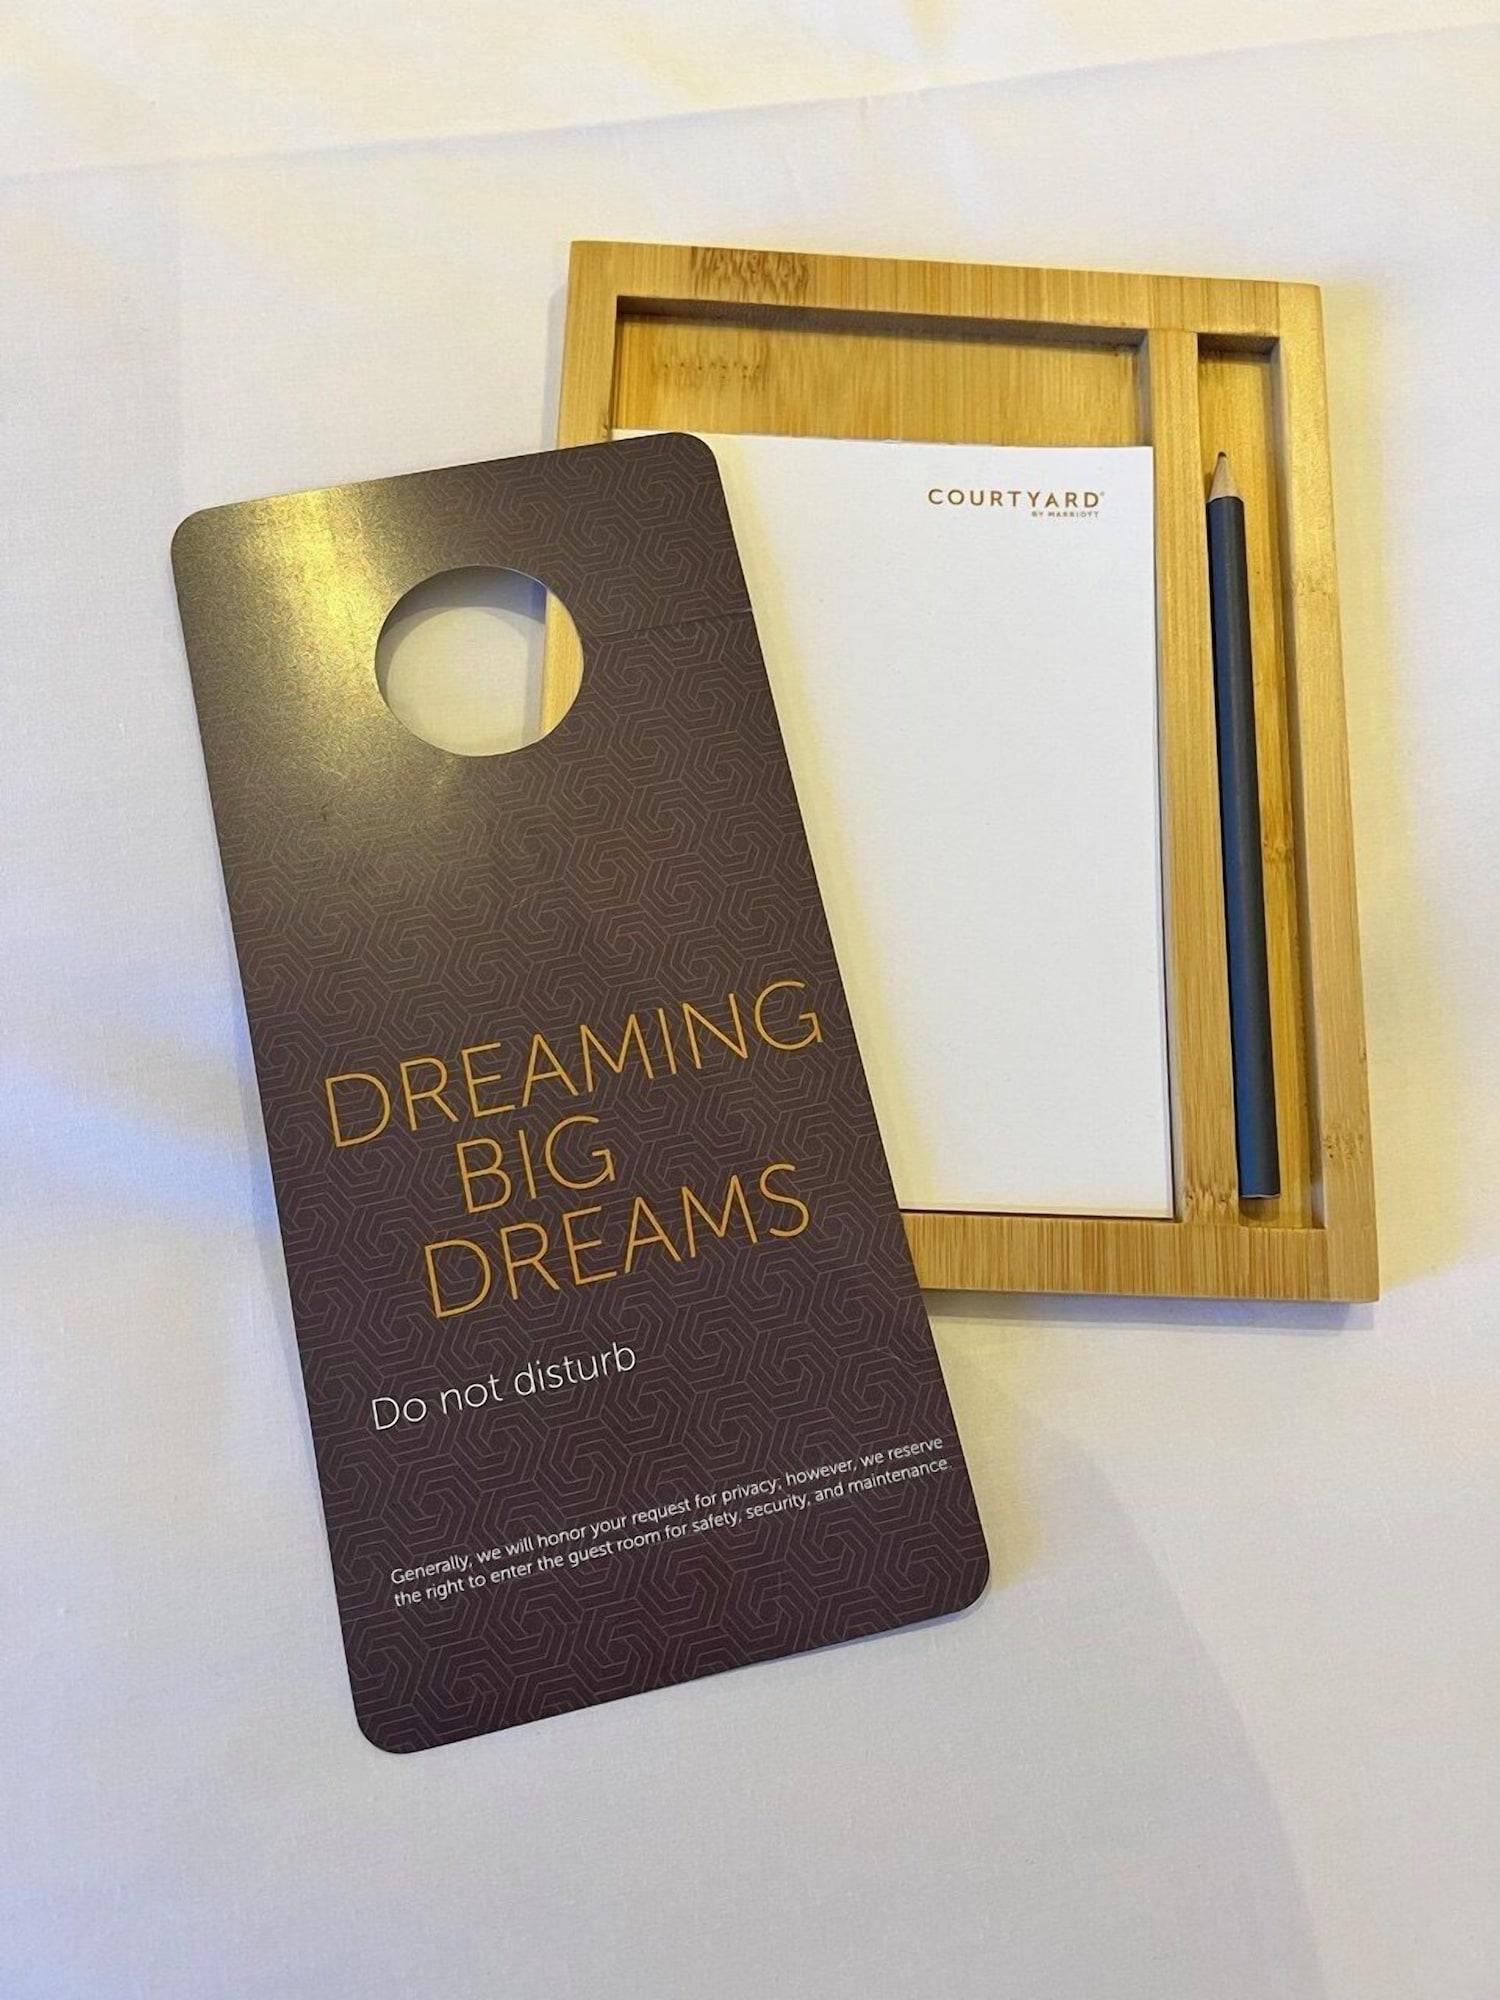 COURTYARD®
BY MARRIOTT
DREAMING
BIG
DREAMS
Do not disturb
Generally, we will honor your request for privacy; however, we reserve
the right to enter the guest room for safety, security, and maintenance.